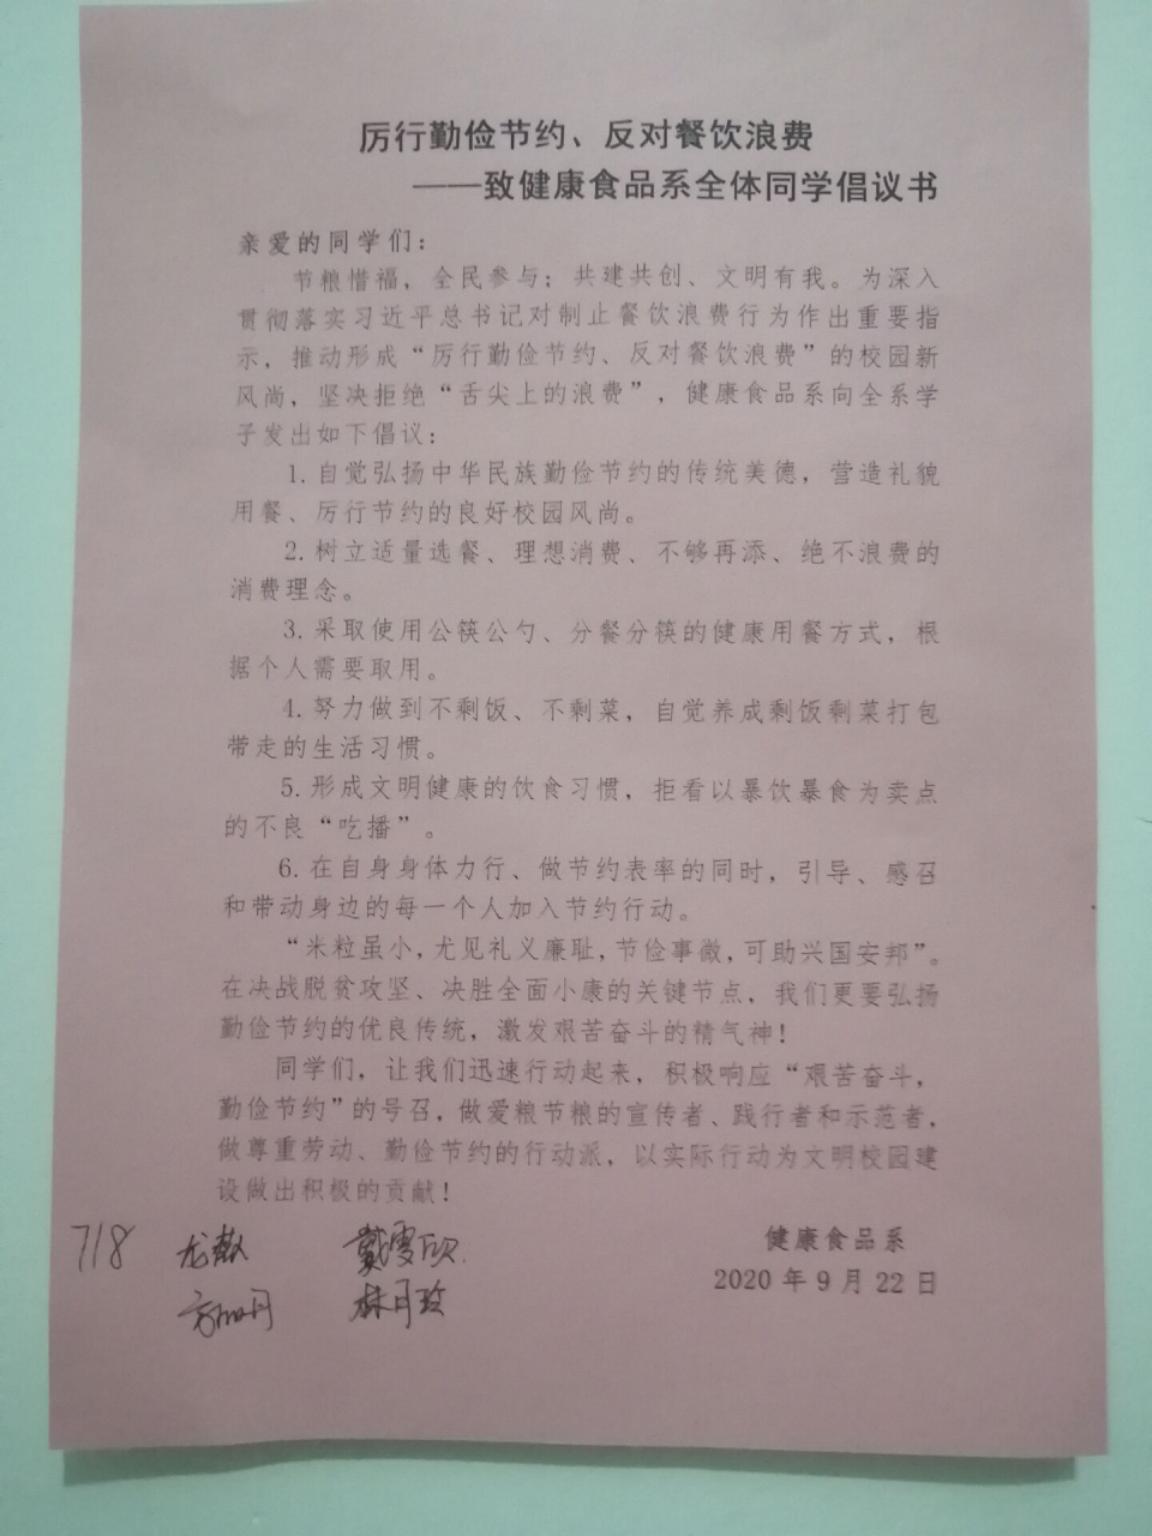 厉行勤俭节约、反对餐饮浪费
——致健康食品系全体同学倡议书
亲爱的同学们：
节粮惜福，全民参与；共建共创、文明有我。为深入
贯彻落实习近平总书记对制止餐饮浪费行为作出重要指
示，推动形成“厉行勤俭节约、反对餐饮浪费”的校园新
风尚，坚决拒绝“舌尖上的浪费”，健康食品系向全系学
子发出如下倡议：
1.自觉弘扬中华民族勤俭节约的传统美德，营造礼貌
用餐、厉行节约的良好校园风尚。
2.树立适量选餐、理想消费、不够再添、绝不浪费的
消费理念。
3.采取使用公筷公勺、分餐分筷的健康用餐方式，根
据个人需要取用。
4.努力做到不剩饭、不剩菜，自觉养成剩饭剩菜打包
带走的生活习惯。
5.形成文明健康的饮食习惯，拒看以暴饮暴食为卖点
的不良“吃播”。
6.在自身身体力行、做节约表率的同时，引导、感召
和带动身边的每一个人加入节约行动。
“米粒虽小，尤见礼义廉耻，节俭事微，可助兴国安邦”。
在决战脱贫攻坚、决胜全面小康的关键节点，我们更要弘扬
勤俭节约的优良传统，激发艰苦奋斗的精气神！
同学们，让我们迅速行动起来，积极响应“艰苦奋斗，
勤俭节约”的号召，做爱粮节粮的宣传者、践行者和示范者，
做尊重劳动、勤俭节约的行动派，以实际行动为文明校园建
设做出积极的贡献！
健康食品系
2020年9月22日
718 戴雯欣
林月玫